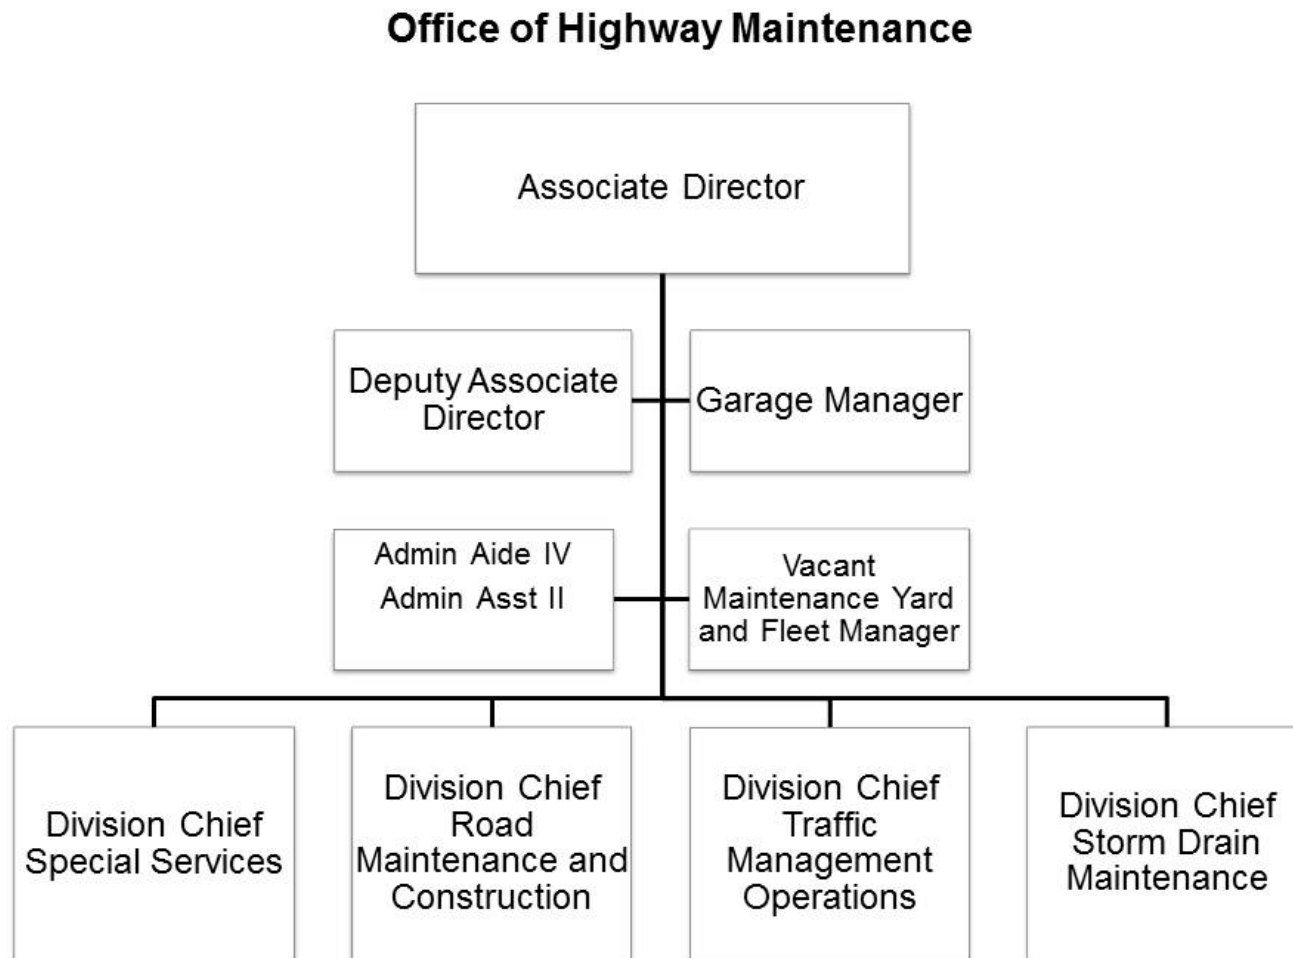 Office of Highway Maintenance
Associate Director
Deputy Associate
Director
Garage Manager
Admin Aide IV
Admin Asst II
Vacant
Maintenance Yard
and Fleet Manager
Division Chief
Special Services
Division Chief
Road
Maintenance and
Construction
Division Chief
Traffic
Management
Operations
Division Chief
Storm Drain
Maintenance